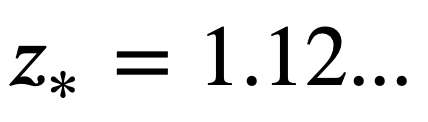 z* = 1.12...